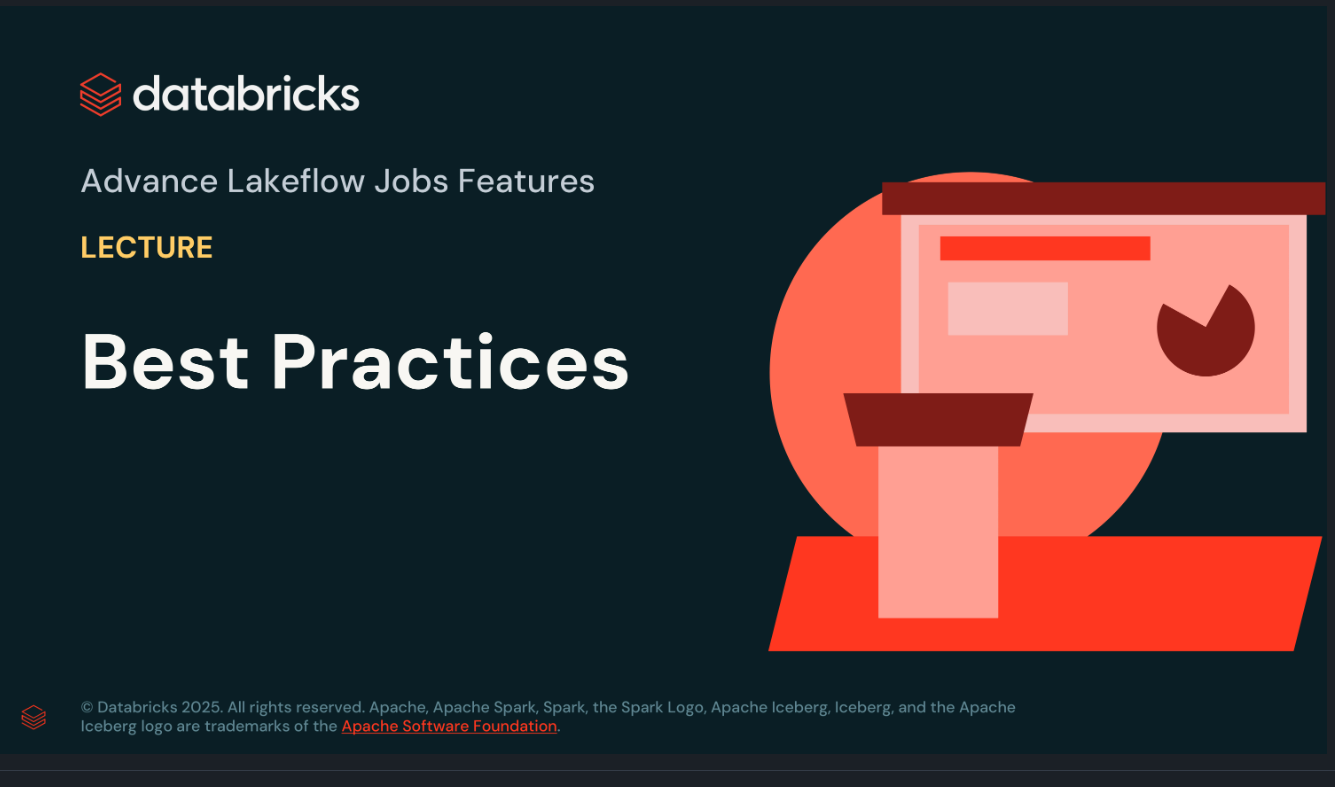 databricks
Advance Lakeflow Jobs Features
LECTURE
Best Practices
© Databricks 2025. All rights reserved. Apache, Apache Spark, Spark, the Spark Logo, Apache Iceberg, Iceberg, and the Apache
Iceberg logo are trademarks of the Apache Software Foundation.